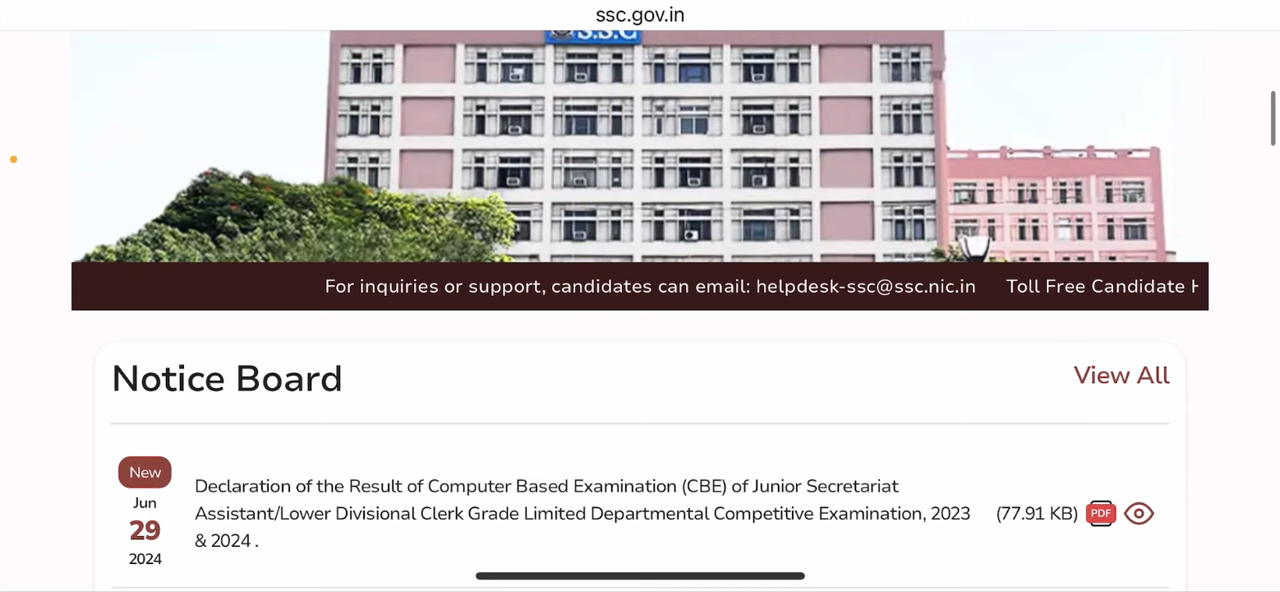 ssc.gov.in
S.S.C
For inquiries or support, candidates can email: helpdesk-ssc@ssc.nic.in Toll Free Candidate
Notice Board
View All
New
Jun
29
2024
Declaration of the Result of Computer Based Examination (CBE) of Junior Secretariat
Assistant/Lower Divisional Clerk Grade Limited Departmental Competitive Examination, 2023
& 2024 .
(77.91 KB) PDF